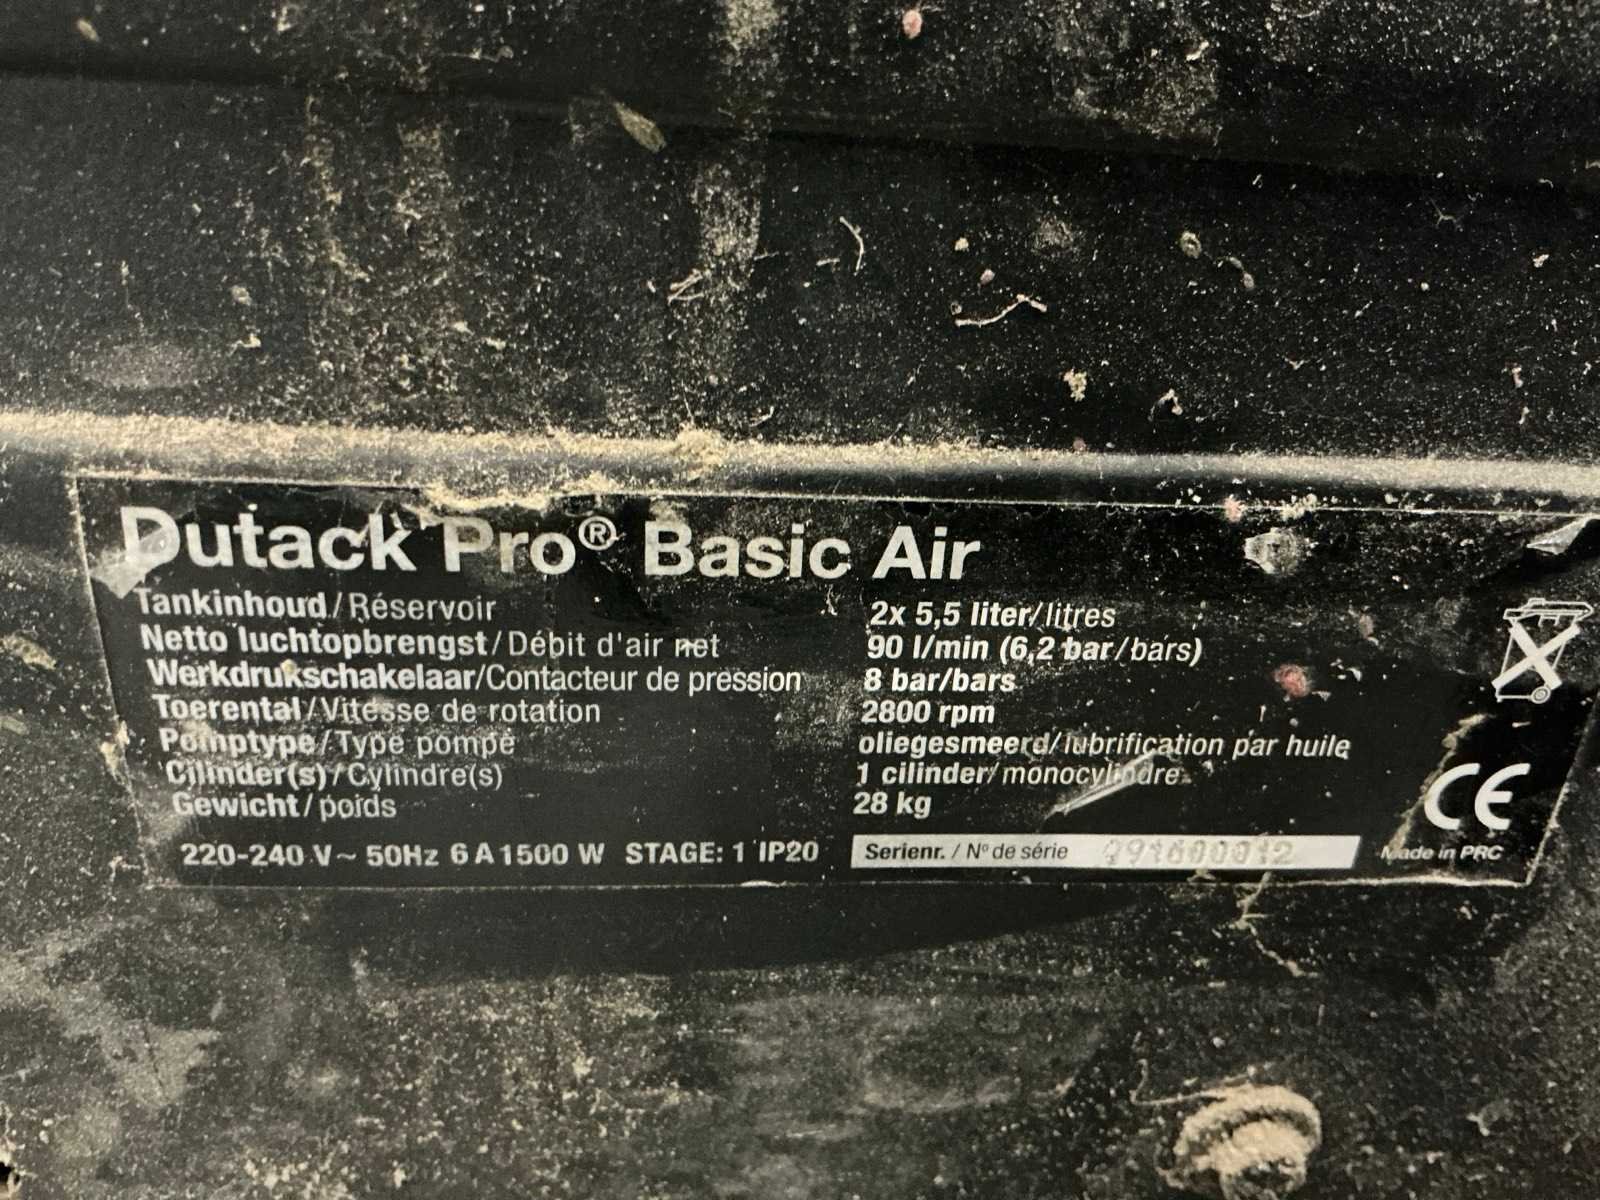 Dutack Pro® Basic Air
Tankinhoud/Réservoir 2x 5,5 liter/litres
Netto luchtopbrengst/Débit d'air net 90 l/min (6,2 bar/bars)
Werkdrukschakelaar/Contacteur de pression 8 bar/bars
Toerental/Vitesse de rotation 2800 rpm
Pomptype/Type pompe oliegesmeerd/lubrification par huile
Cilinder(s)/Cylindre(s) 1 cilinder/monocylindre
Gewicht/poids 28 kg
220-240 V~ 50Hz 6 A 1500 W STAGE: 1 IP20 Serienr. / N° de série
CE
Made in PRC